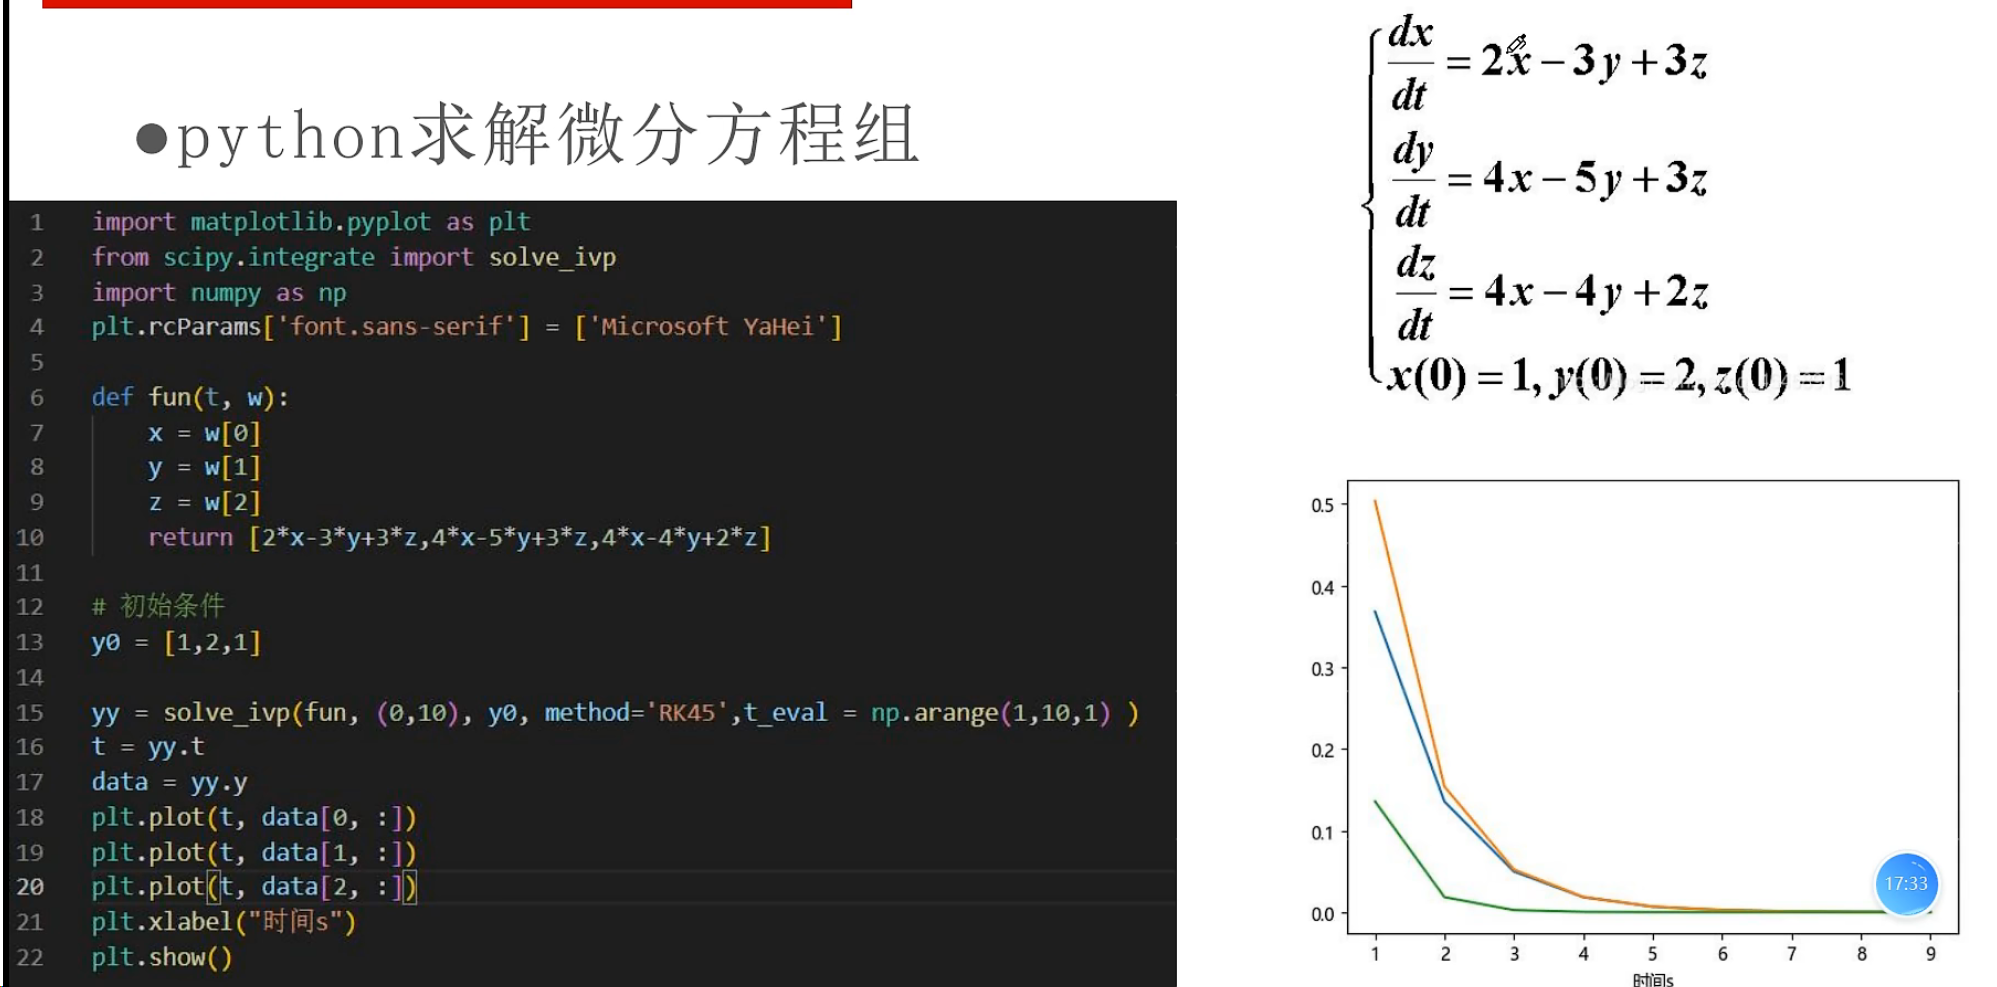 ●python求解微分方程组
1 import matplotlib.pyplot as plt
2 from scipy.integrate import solve_ivp
3 import numpy as np
4 plt.rcParams['font.sans-serif'] = ['Microsoft YaHei']
5
6 def fun(t, w):
7     x = w[0]
8     y = w[1]
9     z = w[2]
10     return [2*x-3*y+3*z,4*x-5*y+3*z,4*x-4*y+2*z]
11
12 # 初始条件
13 y0 = [1,2,1]
14
15 yy = solve_ivp(fun, (0,10), y0, method='RK45',t_eval = np.arange(1,10,1) )
16 t = yy.t
17 data = yy.y
18 plt.plot(t, data[0, :])
19 plt.plot(t, data[1, :])
20 plt.plot(t, data[2, :])
21 plt.xlabel("时间s")
22 plt.show()
dx/dt = 2x − 3y + 3z
dy/dt = 4x − 5y + 3z
dz/dt = 4x − 4y + 2z
x(0) = 1, y(0) = 2, z(0) = 1
0.5
0.4
0.3
0.2
0.1
0.0
1 2 3 4 5 6 7 8 9
时间s
17:33